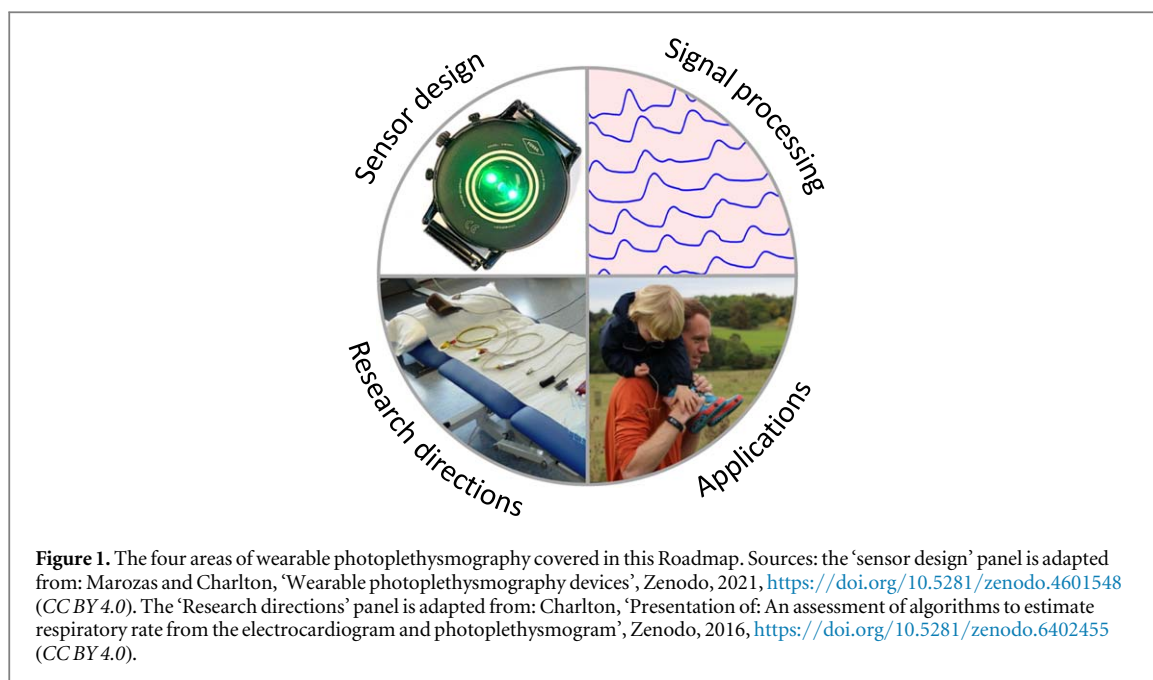 Sensor design
Signal processing
Research directions
Applications
Figure 1. The four areas of wearable photoplethysmography covered in this Roadmap. Sources: the ‘sensor design’ panel is adapted
from: Marozas and Charlton, ‘Wearable photoplethysmography devices’, Zenodo, 2021, https://doi.org/10.5281/zenodo.4601548
(CC BY 4.0). The ‘Research directions’ panel is adapted from: Charlton, ‘Presentation of: An assessment of algorithms to estimate
respiratory rate from the electrocardiogram and photoplethysmogram’, Zenodo, 2016, https://doi.org/10.5281/zenodo.6402455
(CC BY 4.0).